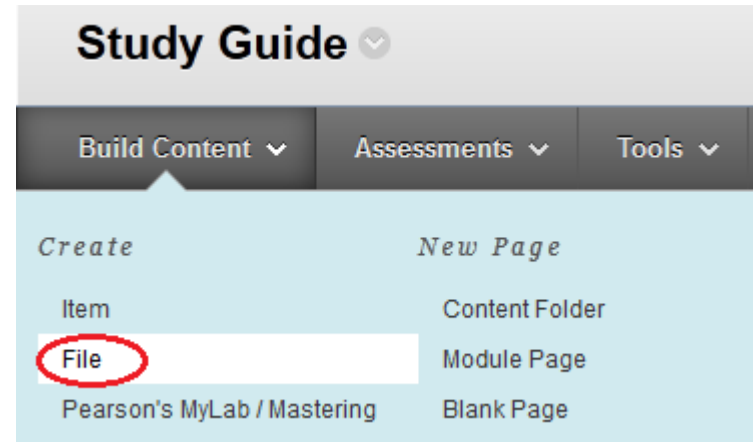 Study Guide
Build Content Assessments Tools
Create New Page
Item Content Folder
File Module Page
Pearson's MyLab / Mastering Blank Page